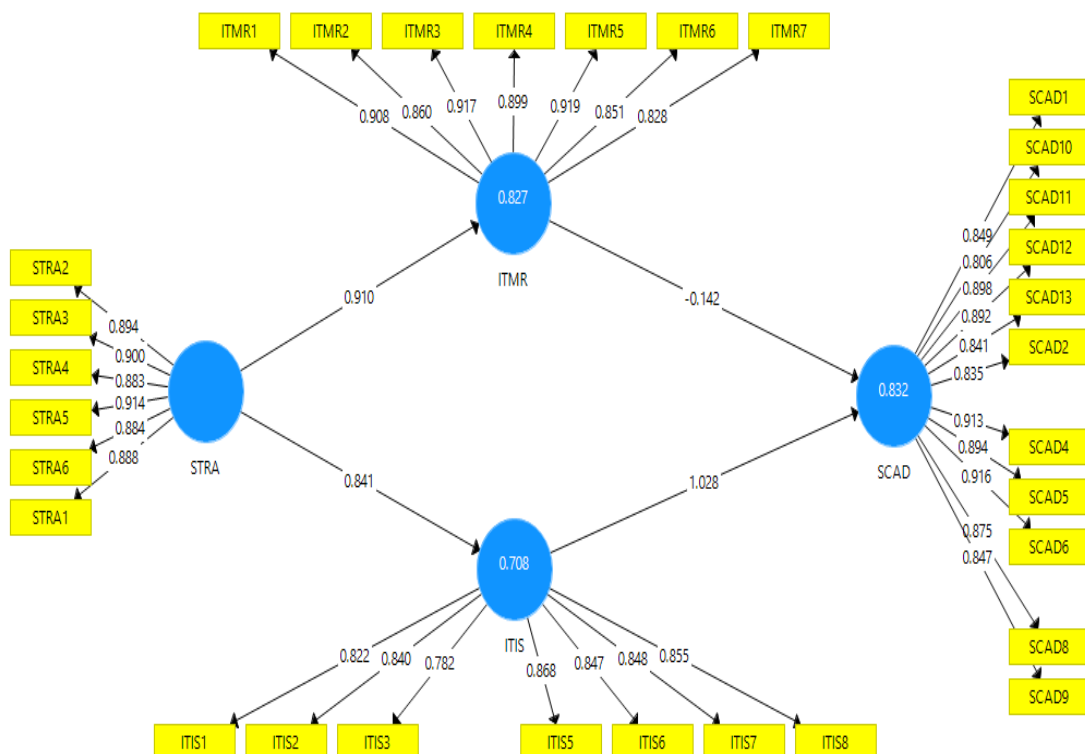 ITMR1
ITMR2
ITMR3
ITMR4
ITMR5
ITMR6
ITMR7
0.908
0.860
0.917
0.899
0.919
0.851
0.828
0.827
ITMR
STRA2
STRA3
STRA4
STRA5
STRA6
STRA1
0.894
0.900
0.883
0.914
0.884
0.888
STRA
0.910
0.841
-0.142
1.028
0.708
ITIS
0.822
0.840
0.782
0.868
0.847
0.848
0.855
ITIS1
ITIS2
ITIS3
ITIS5
ITIS6
ITIS7
ITIS8
0.832
SCAD
0.849
0.806
0.898
0.892
0.841
0.835
0.913
0.894
0.916
0.875
0.847
SCAD1
SCAD10
SCAD11
SCAD12
SCAD13
SCAD2
SCAD4
SCAD5
SCAD6
SCAD8
SCAD9